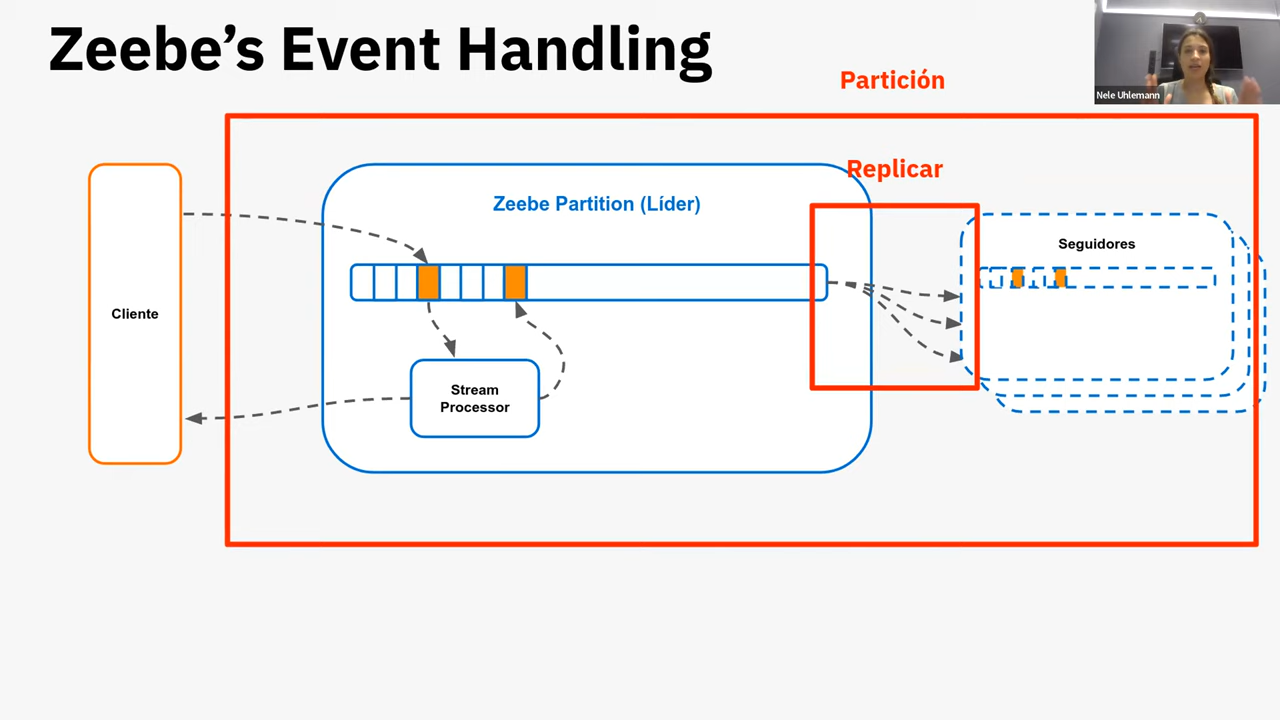 Zeebe's Event Handling
Nele Uhlemann
Partición
Replicar
Zeebe Partition (Líder)
Seguidores
Cliente
Stream
Processor